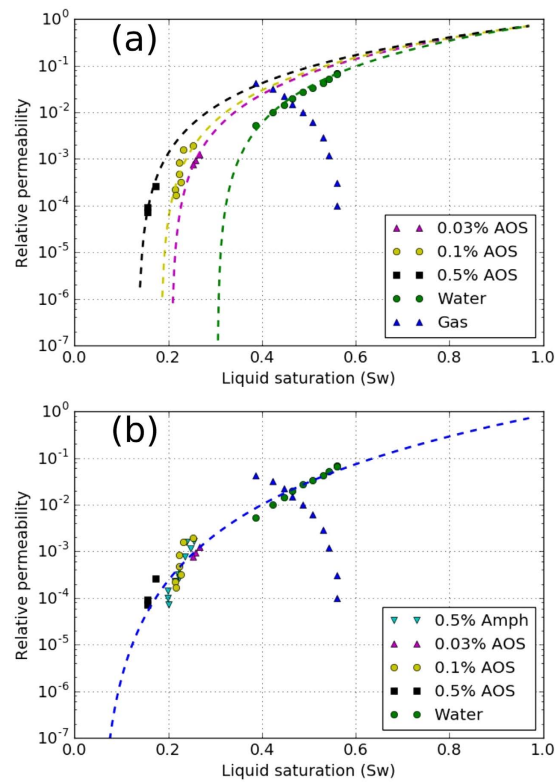 (a)
Relative permeability
10^0
10^-1
10^-2
10^-3
10^-4
10^-5
10^-6
10^-7
0.03% AOS
0.1% AOS
0.5% AOS
Water
Gas
0.0 0.2 0.4 0.6 0.8 1.0
Liquid saturation (Sw)
(b)
Relative permeability
10^0
10^-1
10^-2
10^-3
10^-4
10^-5
10^-6
10^-7
0.5% Amph
0.03% AOS
0.1% AOS
0.5% AOS
Water
0.0 0.2 0.4 0.6 0.8 1.0
Liquid saturation (Sw)